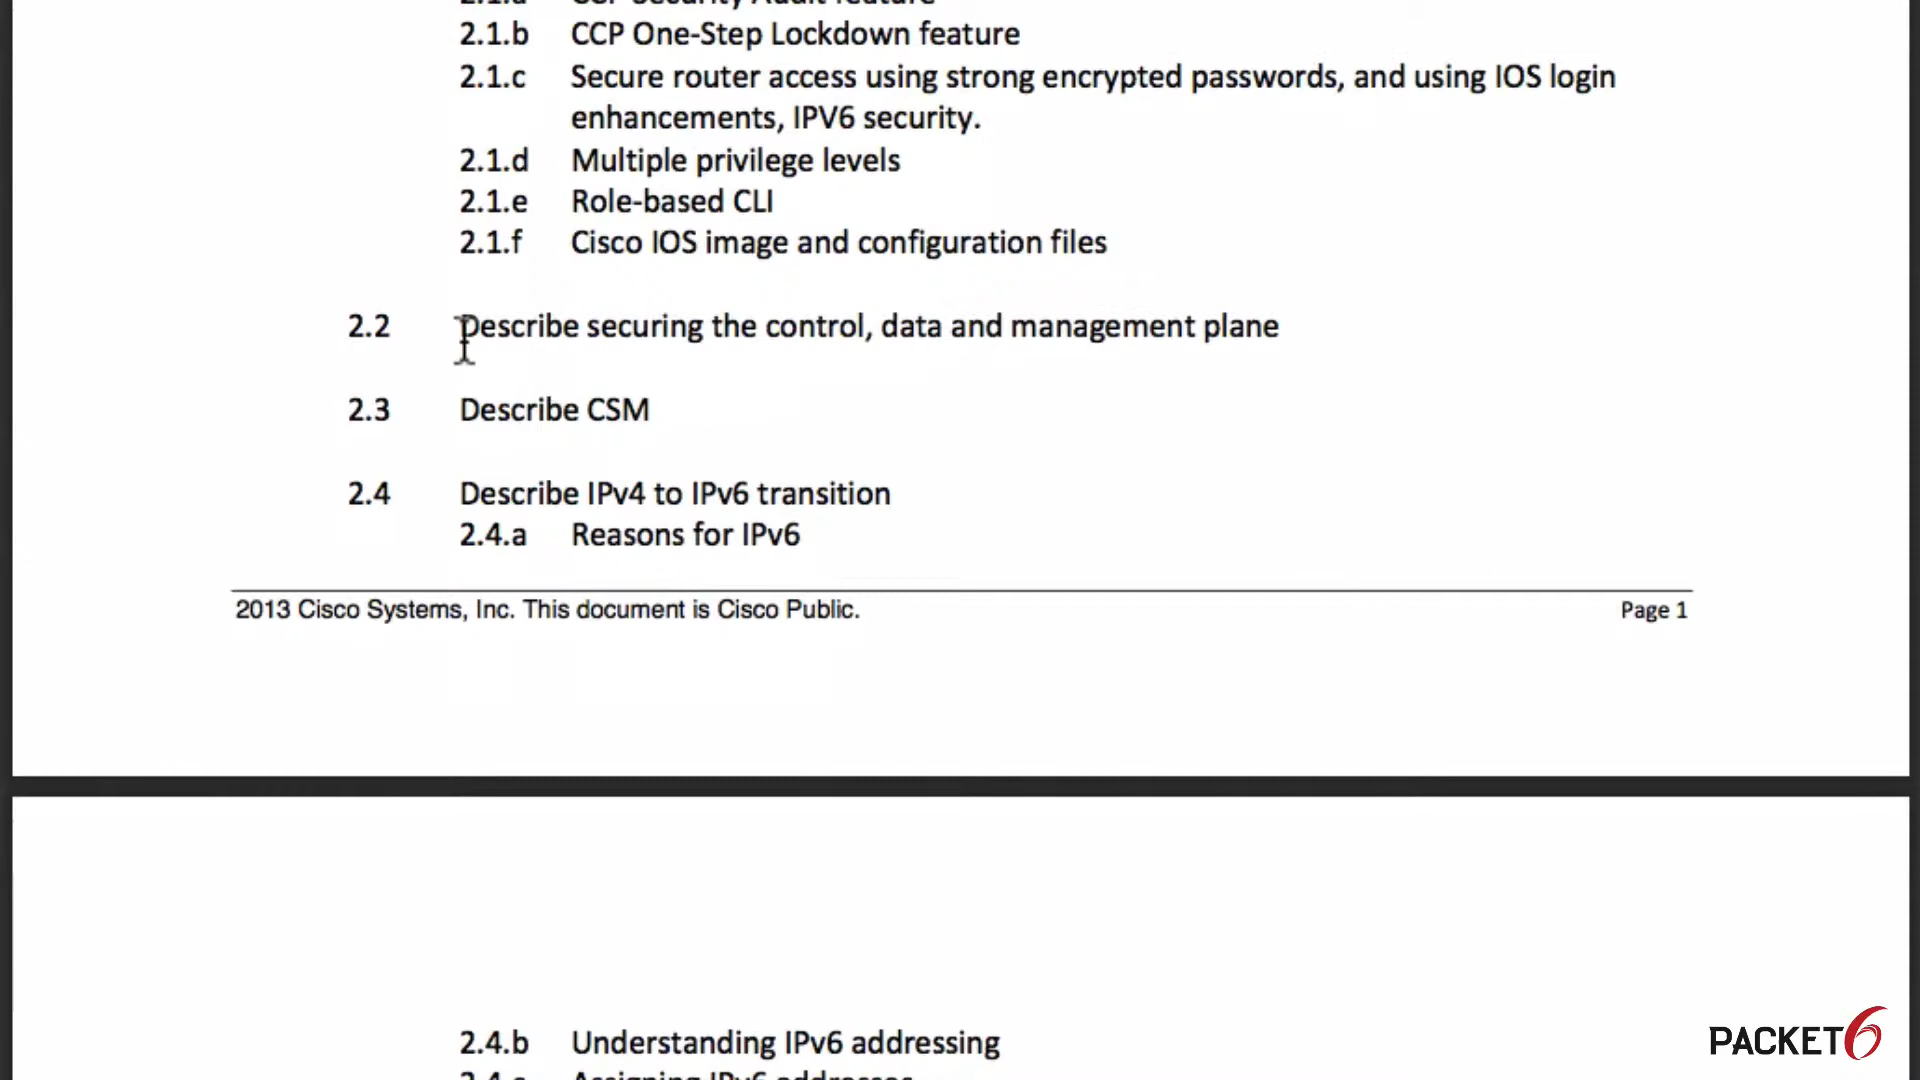 2.1.b CCP One-Step Lockdown feature
2.1.c Secure router access using strong encrypted passwords, and using IOS login
enhancements, IPV6 security.
2.1.d Multiple privilege levels
2.1.e Role-based CLI
2.1.f Cisco IOS image and configuration files
2.2 Describe securing the control, data and management plane
2.3 Describe CSM
2.4 Describe IPv4 to IPv6 transition
2.4.a Reasons for IPv6
2013 Cisco Systems, Inc. This document is Cisco Public. Page 1
2.4.b Understanding IPv6 addressing
PACKET6